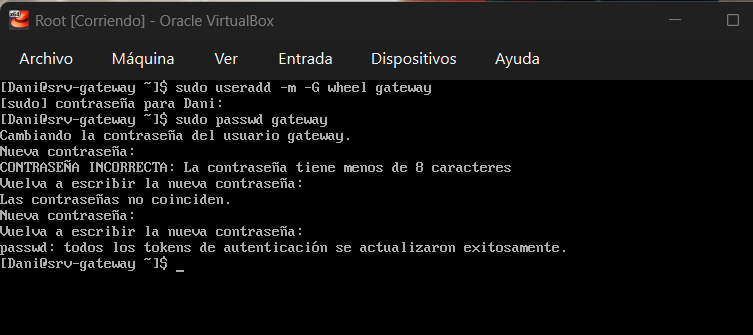 Root [Corriendo] - Oracle VirtualBox
Archivo Máquina Ver Entrada Dispositivos Ayuda
[Dani@srv-gateway ~]$ sudo useradd -m -G wheel gateway
[sudo] contraseña para Dani:
[Dani@srv-gateway ~]$ sudo passwd gateway
Cambiando la contraseña del usuario gateway.
Nueva contraseña:
CONTRASEÑA INCORRECTA: La contraseña tiene menos de 8 caracteres
Vuelva a escribir la nueva contraseña:
Las contraseñas no coinciden.
Nueva contraseña:
Vuelva a escribir la nueva contraseña:
passwd: todos los tokens de autenticación se actualizaron exitosamente.
[Dani@srv-gateway ~]$ _